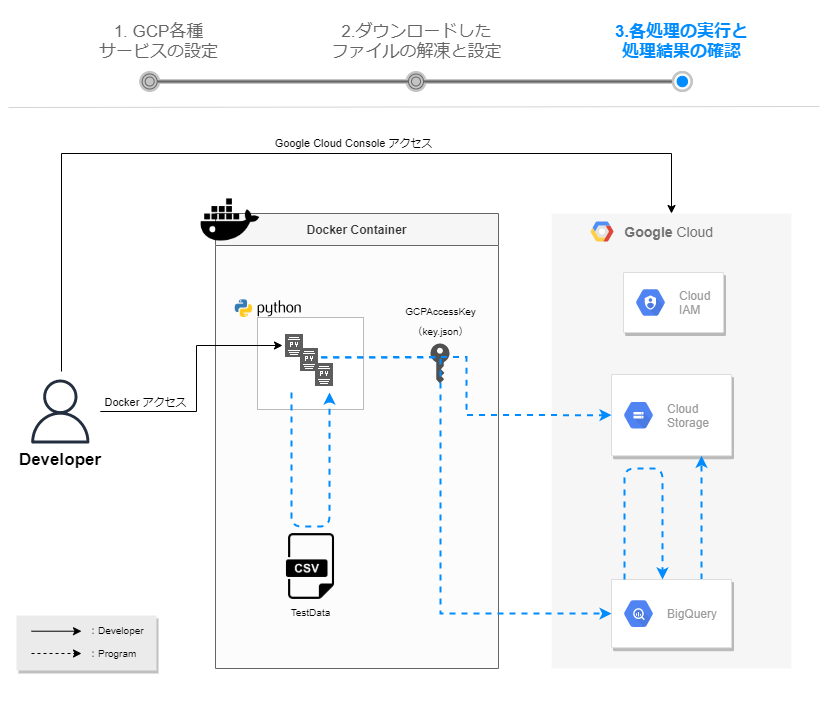 1. GCP各種
サービスの設定
2.ダウンロードした
ファイルの解凍と設定
3.各処理の実行と
処理結果の確認
Google Cloud Console アクセス
Docker Container
Google Cloud
python
GCPAccessKey
（key.json）
Cloud
IAM
PY
PY
PY
Docker アクセス
Cloud
Storage
Developer
CSV
TestData
BigQuery
：Developer
：Program